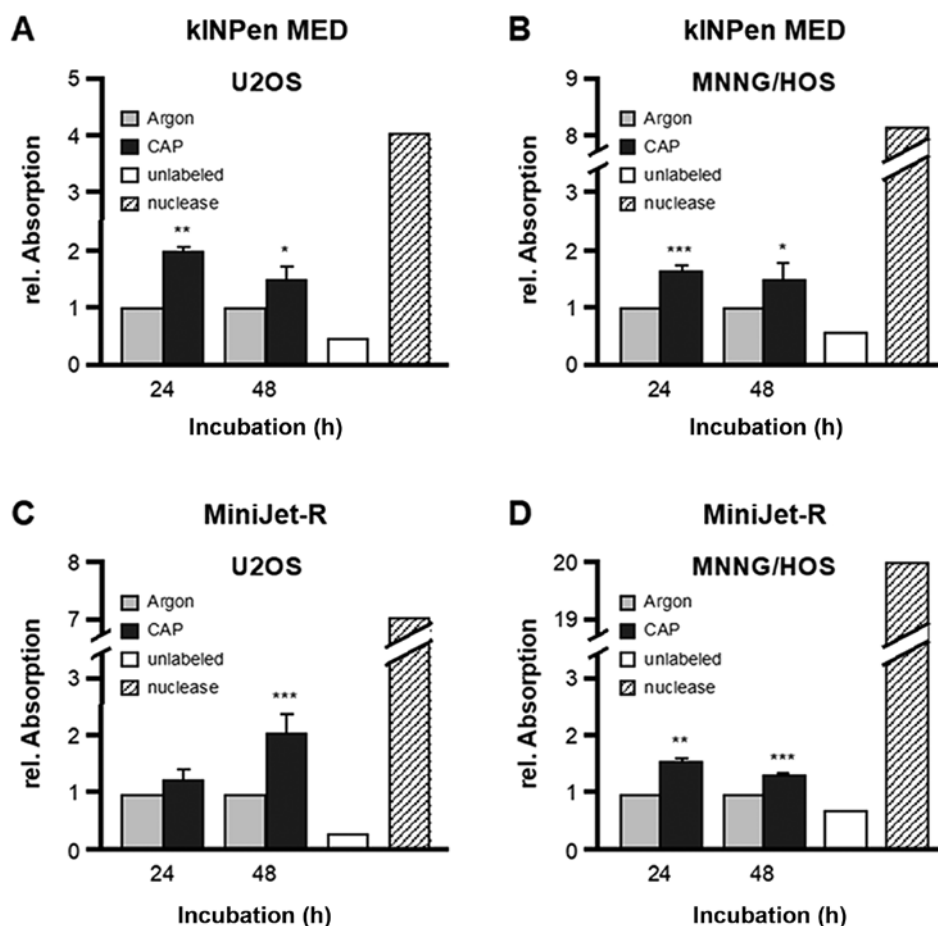 A
kINPen MED
U2OS
5
4
3
2
1
0
rel. Absorption
Argon
CAP
unlabeled
nuclease
**
*
24
48
Incubation (h)
B
kINPen MED
MNNG/HOS
9
8
3
2
1
0
rel. Absorption
Argon
CAP
unlabeled
nuclease
***
*
24
48
Incubation (h)
C
MiniJet-R
U2OS
8
7
3
2
1
0
rel. Absorption
Argon
CAP
unlabeled
nuclease
***
24
48
Incubation (h)
D
MiniJet-R
MNNG/HOS
20
19
3
2
1
0
rel. Absorption
Argon
CAP
unlabeled
nuclease
**
***
24
48
Incubation (h)